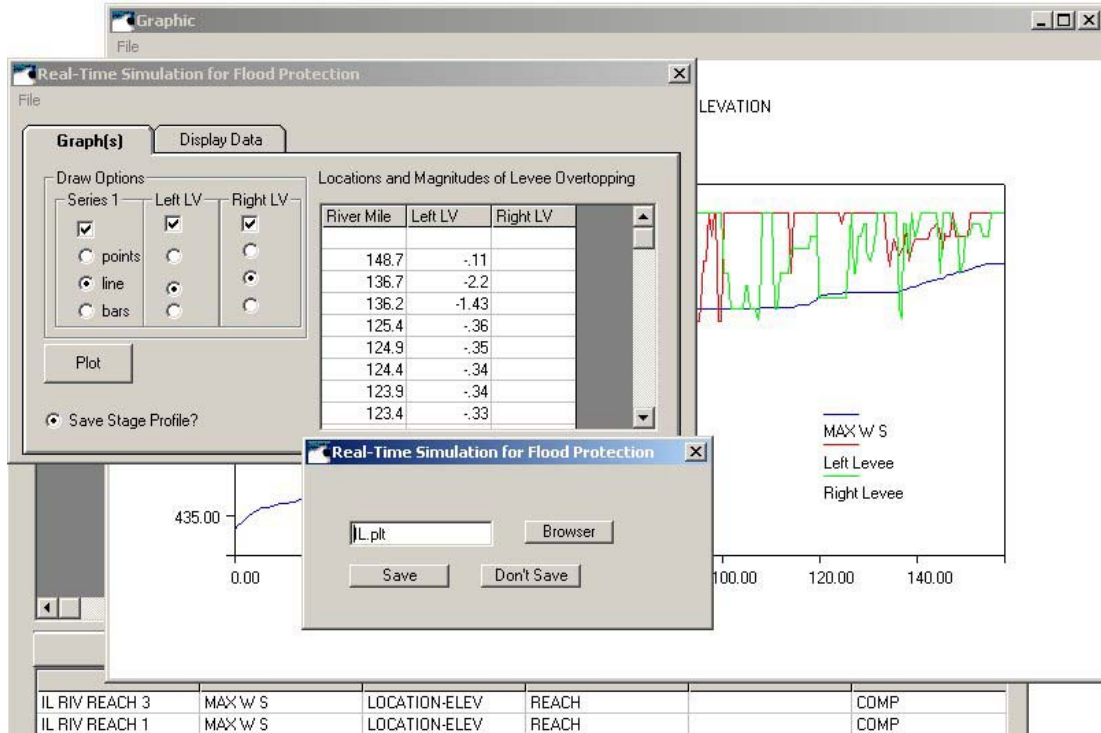 Graphic
File
Real-Time Simulation for Flood Protection
File
LEVATION
Graph(s)
Display Data
Draw Options
Series 1
Left LV
Right LV
points
line
bars
Plot
Save Stage Profile?
Locations and Magnitudes of Levee Overtopping
River Mile Left LV Right LV
148.7 -.11
136.7 -2.2
136.2 -1.43
125.4 -.36
124.9 -.35
124.4 -.34
123.9 -.34
123.4 -.33
MAX W S
Left Levee
Right Levee
Real-Time Simulation for Flood Protection
IL.plt
Browser
Save
Don't Save
435.00
0.00 100.00 120.00 140.00
IL RIV REACH 3 MAX W S LOCATION-ELEV REACH COMP
IL RIV REACH 1 MAX W S LOCATION-ELEV REACH COMP